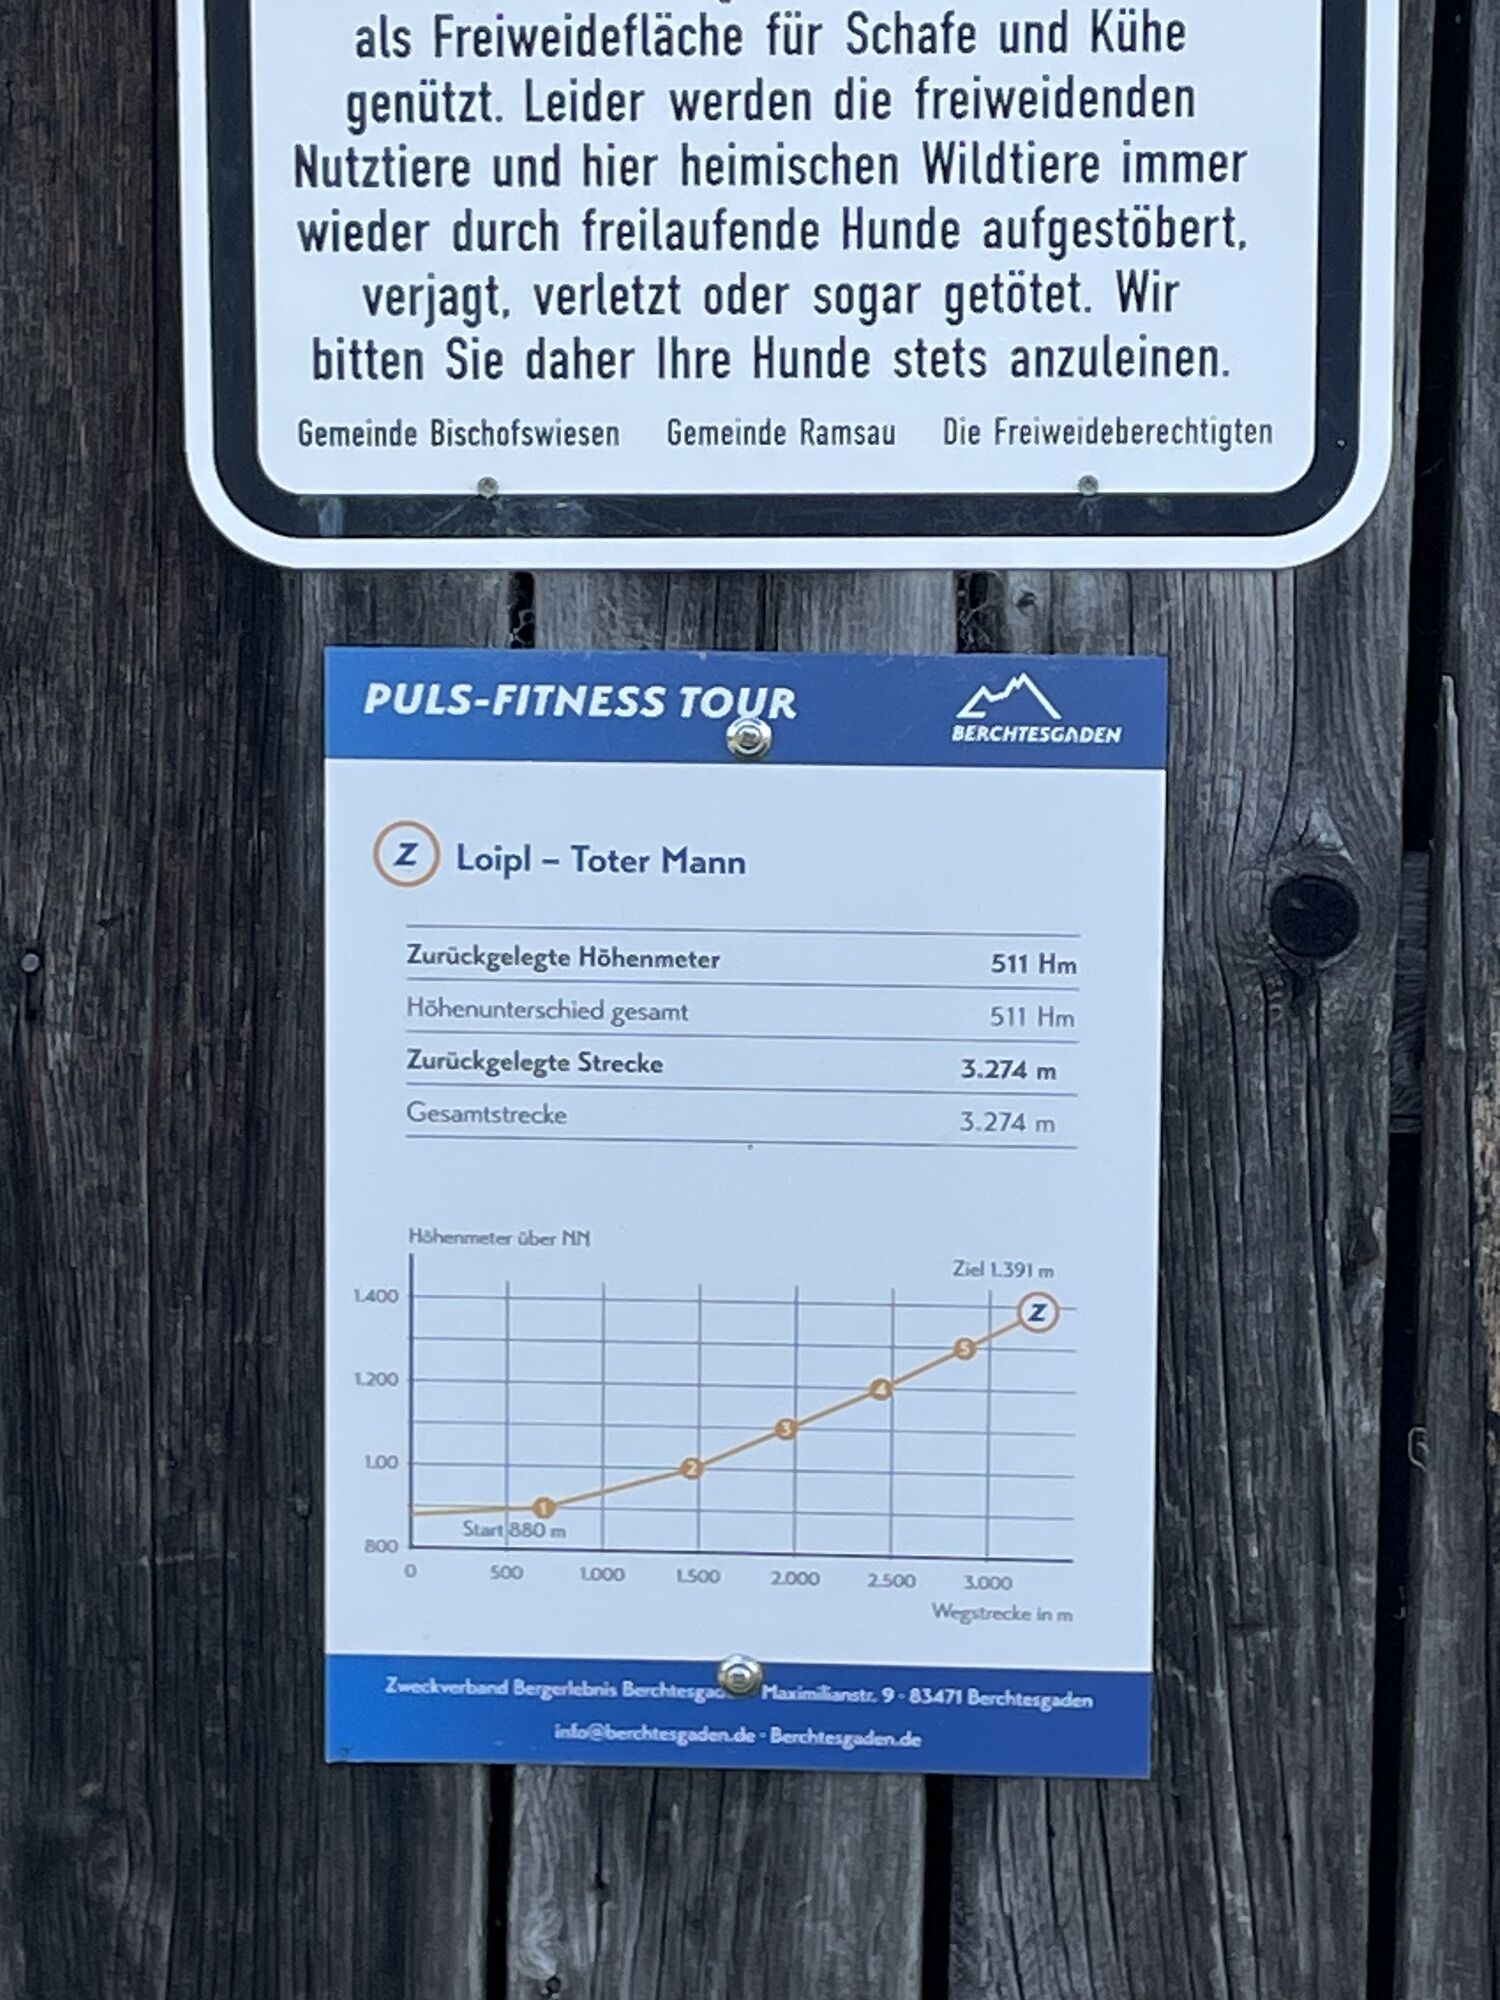 als Freiweidefläche für Schafe und Kühe
genützt. Leider werden die freiweidenden
Nutztiere und hier heimischen Wildtiere immer
wieder durch freilaufende Hunde aufgestöbert,
verjagt, verletzt oder sogar getötet. Wir
bitten Sie daher Ihre Hunde stets anzuleinen.
Gemeinde Bischofswiesen Gemeinde Ramsau Die Freiweideberechtigten
PULS-FITNESS TOUR
BERCHTESGADEN
Z Loipl – Toter Mann
Zurückgelegte Höhenmeter 511 Hm
Höhenunterschied gesamt 511 Hm
Zurückgelegte Strecke 3.274 m
Gesamtstrecke 3.274 m
Höhenmeter über NN
Ziel 1.391 m
1.400
Z
5
1.200
4
3
1.00
2
1
Start 880 m
800
0 500 1.000 1.500 2.000 2.500 3.000
Wegstrecke in m
Zweckverband Bergerlebnis Maximilianstr. 9 · 83471 Berchtesgaden
info@berchtesgaden.de · Berchtesgaden.de